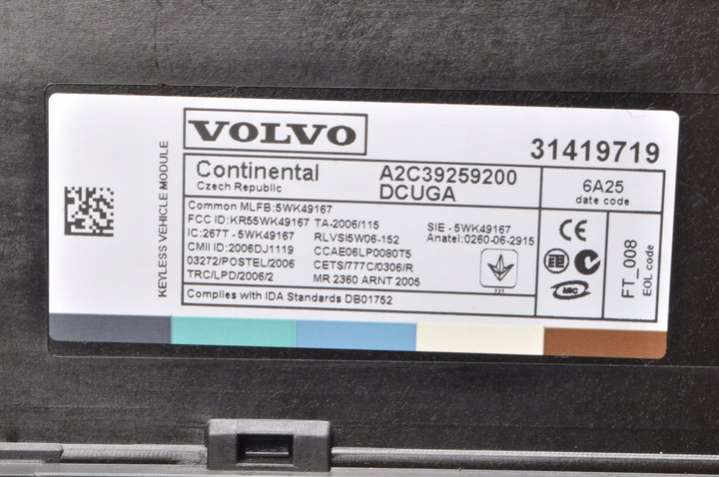 KEYLESS VEHICLE MODULE
VOLVO
31419719
Continental
Czech Republic
A2C39259200
DCUGA
6A25
date code
Common MLFB:5WK49167
FCC ID:KR55WK49167 TA-2006/115
IC:267T - 5WK49167 RLVSI5W06-152
SIE - 5WK49167
Anatel:0260-06-2915
CMII ID:2006DJ1119 CCAE06LP0080T5
03272/POSTEL/2006 CETS/777C/0306/R
TRC/LPD/2006/2 MR 2360 ARNT 2005
Complies with IDA Standards DB01752
CE
MIC
FT_008
EOL code